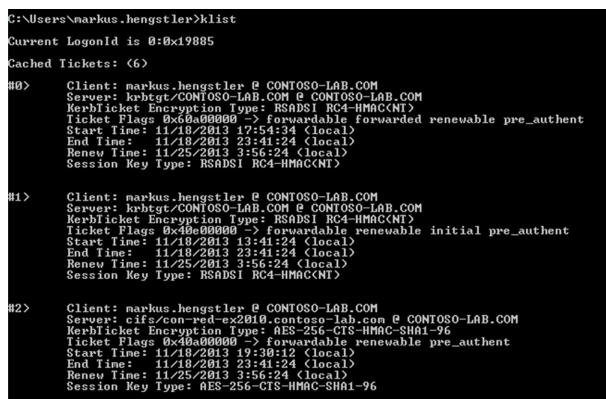 C:\Users\markus.hengstler>klist
Current LogonId is 0:0x19885
Cached Tickets: (6)
#0> Client: markus.hengstler @ CONTOSO-LAB.COM
Server: krbtgt/CONTOSO-LAB.COM @ CONTOSO-LAB.COM
KerbTicket Encryption Type: RSADSI RC4-HMAC(NT)
Ticket Flags 0x60a00000 -> forwardable forwarded renewable pre_authent
Start Time: 11/18/2013 17:54:34 (local)
End Time: 11/18/2013 23:41:24 (local)
Renew Time: 11/25/2013 3:56:24 (local)
Session Key Type: RSADSI RC4-HMAC(NT)
#1> Client: markus.hengstler @ CONTOSO-LAB.COM
Server: krbtgt/CONTOSO-LAB.COM @ CONTOSO-LAB.COM
KerbTicket Encryption Type: RSADSI RC4-HMAC(NT)
Ticket Flags 0x40e00000 -> forwardable renewable initial pre_authent
Start Time: 11/18/2013 13:41:24 (local)
End Time: 11/18/2013 23:41:24 (local)
Renew Time: 11/25/2013 3:56:24 (local)
Session Key Type: RSADSI RC4-HMAC(NT)
#2> Client: markus.hengstler @ CONTOSO-LAB.COM
Server: cifs/con-red-ex2010.contoso-lab.com @ CONTOSO-LAB.COM
KerbTicket Encryption Type: AES-256-CTS-HMAC-SHA1-96
Ticket Flags 0x40a00000 -> forwardable renewable pre_authent
Start Time: 11/18/2013 19:30:12 (local)
End Time: 11/18/2013 23:41:24 (local)
Renew Time: 11/25/2013 3:56:24 (local)
Session Key Type: AES-256-CTS-HMAC-SHA1-96